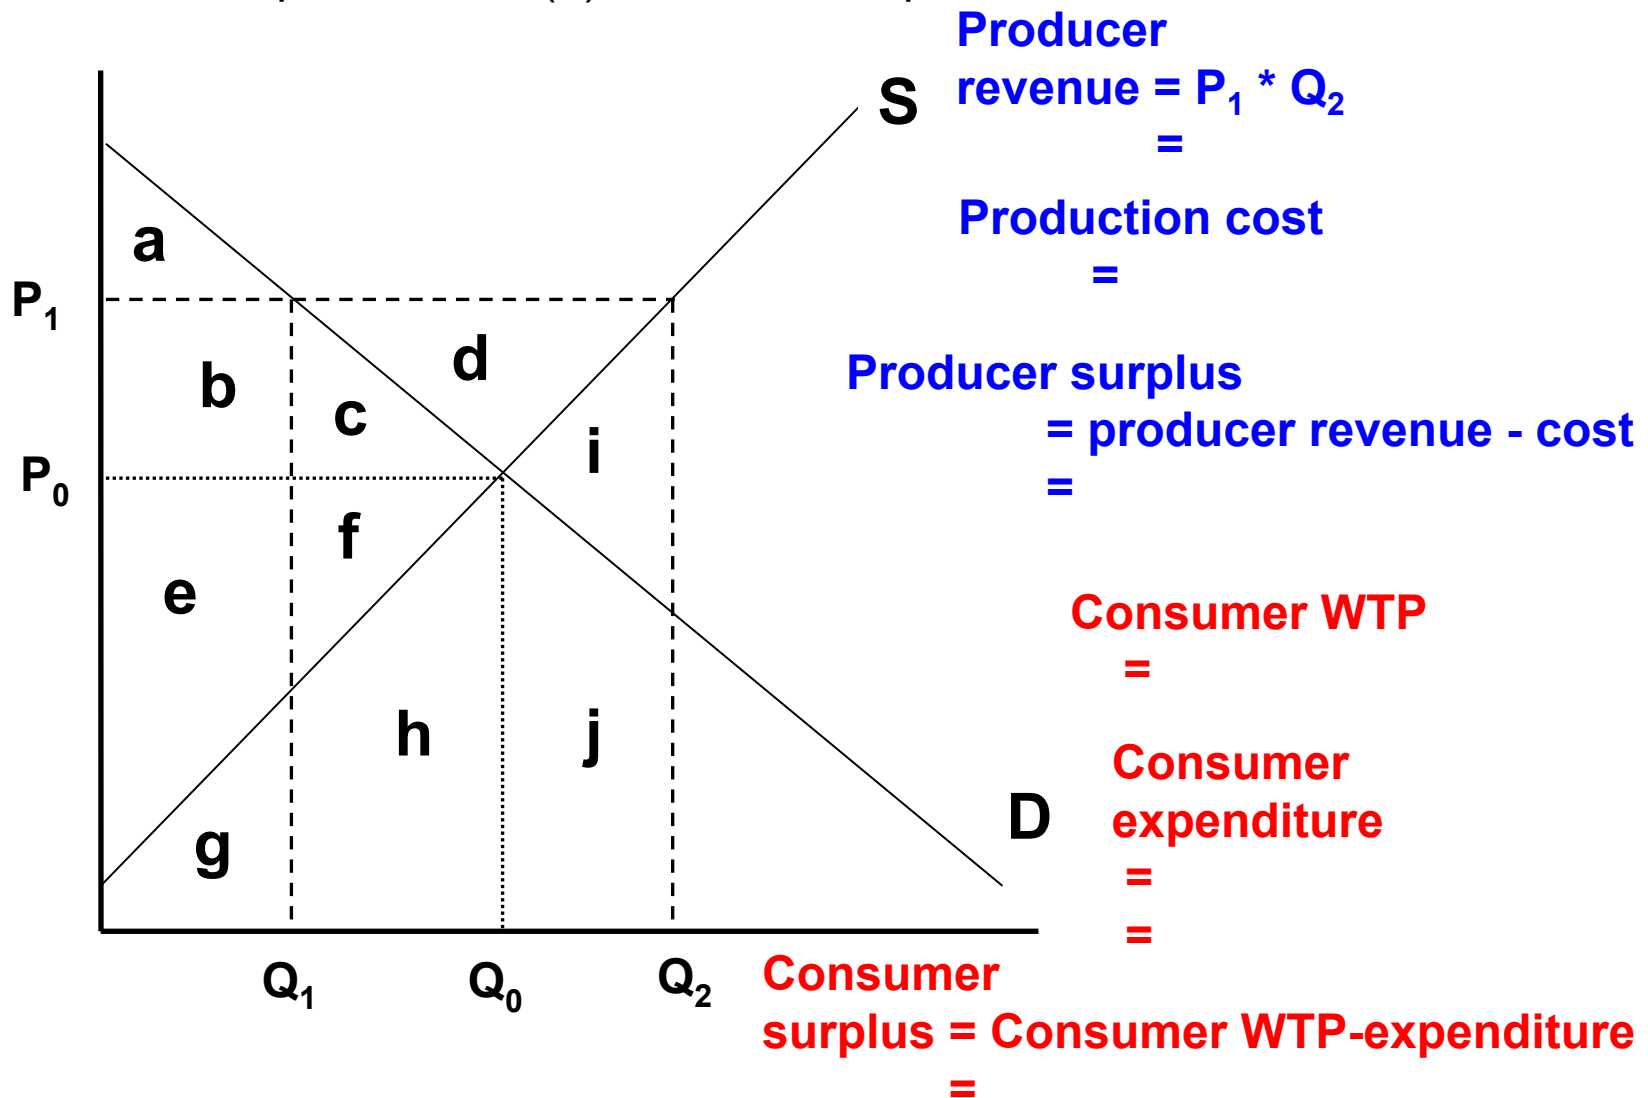 Producer
revenue = P₁ * Q₂
=
S
Production cost
=
a
P₁
b
d
c
Producer surplus
= producer revenue - cost
=
i
P₀
f
e
Consumer WTP
=
h
j
Consumer
expenditure
=
=
D
g
Q₁
Q₀
Q₂
Consumer
surplus = Consumer WTP-expenditure
=